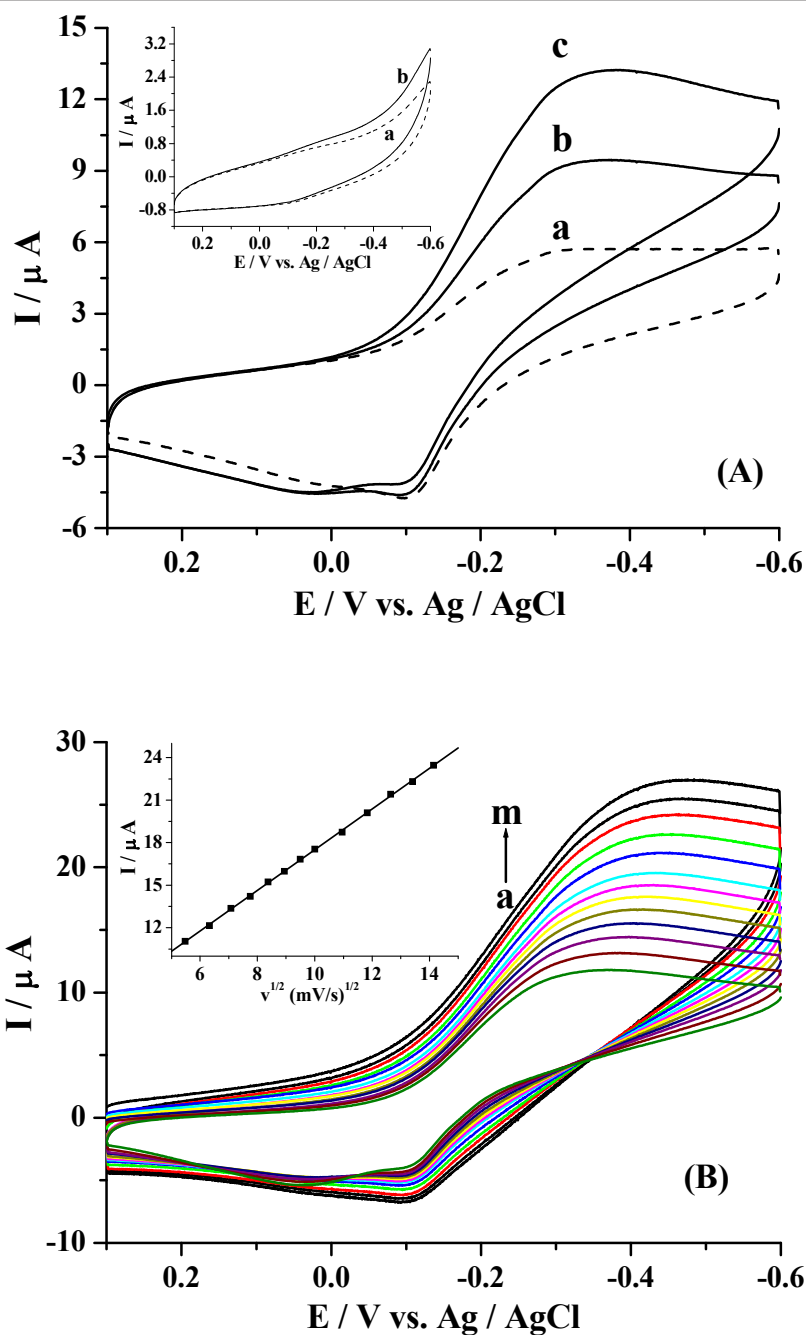 15
12
9
6
3
0
-3
-6
I / μ A
0.2 0.0 -0.2 -0.4 -0.6
E / V vs. Ag / AgCl
c
b
a
(A)
3.2
2.4
1.6
0.8
0.0
-0.8
I / μ A
b
a
0.2 0.0 -0.2 -0.4 -0.6
E / V vs. Ag / AgCl
30
20
10
0
-10
I / μ A
0.2 0.0 -0.2 -0.4 -0.6
E / V vs. Ag / AgCl
m
a
(B)
24
21
18
15
12
I / μ A
6 8 10 12 14
v1/2 (mV/s)1/2